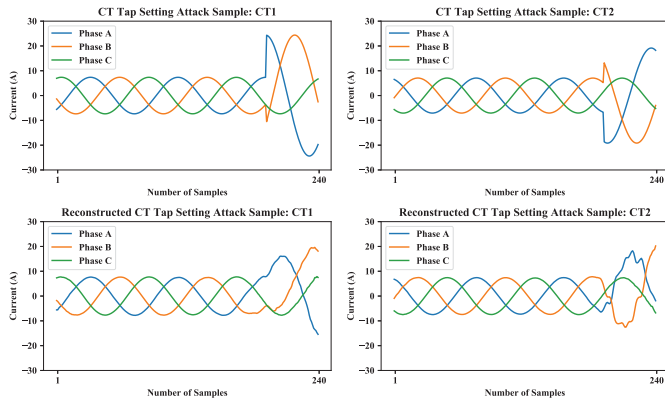 CT Tap Setting Attack Sample: CT1
30
20
10
0
−10
−20
−30
Current (A)
Phase A
Phase B
Phase C
1
240
Number of Samples
CT Tap Setting Attack Sample: CT2
30
20
10
0
−10
−20
−30
Current (A)
Phase A
Phase B
Phase C
1
240
Number of Samples
Reconstructed CT Tap Setting Attack Sample: CT1
30
20
10
0
−10
−20
−30
Current (A)
Phase A
Phase B
Phase C
1
240
Number of Samples
Reconstructed CT Tap Setting Attack Sample: CT2
30
20
10
0
−10
−20
−30
Current (A)
Phase A
Phase B
Phase C
1
240
Number of Samples